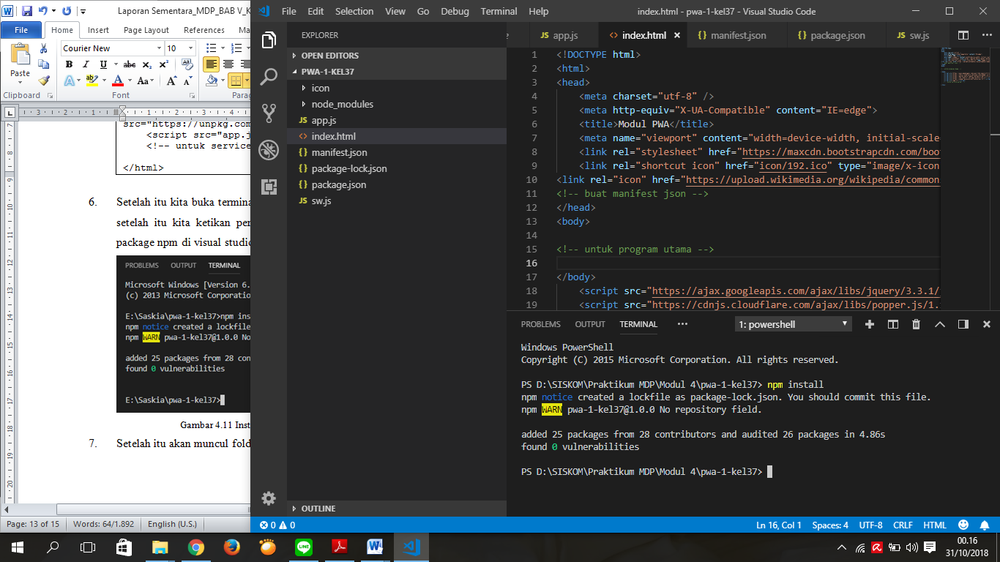 Laporan Sementara_MDP_BAB V_K
File
Home
Insert
Page Layout
References
Ma
Paste
Courier New
10
Clipboard
Font
Parag
src="https://unpkg.com
<script src="app.j
<!-- untuk service
</html>
6. Setelah itu kita buka termina
setelah itu kita ketikan per
package npm di visual studio
PROBLEMS OUTPUT TERMINAL
Microsoft Windows [Version 6.
(c) 2013 Microsoft Corporatio
E:\Saskia\pwa-1-kel37>npm ins
npm notice created a lockfile
npm WARN pwa-1-kel37@1.0.0 No
added 25 packages from 28 con
found 0 vulnerabilities
E:\Saskia\pwa-1-kel37>
Gambar 4.11 Inst
7. Setelah itu akan muncul fold
Page: 13 of 15
Words: 64/1.892
English (U.S.)
File Edit Selection View Go Debug Terminal Help
index.html - pwa-1-kel37 - Visual Studio Code
EXPLORER
OPEN EDITORS
PWA-1-KEL37
icon
node_modules
JS app.js
<> index.html
{} manifest.json
{} package-lock.json
{} package.json
JS sw.js
OUTLINE
JS app.js
<> index.html
{} manifest.json
{} package.json
JS sw.js
1 <!DOCTYPE html>
2 <html>
3 <head>
4 <meta charset="utf-8" />
5 <meta http-equiv="X-UA-Compatible" content="IE=edge">
6 <title>Modul PWA</title>
7 <meta name="viewport" content="width=device-width, initial-scale
8 <link rel="stylesheet" href="https://maxcdn.bootstrapcdn.com/boo
9 <link rel="shortcut icon" href="icon/192.ico" type="image/x-icon
10 <link rel="icon" href="https://upload.wikimedia.org/wikipedia/common
11 <!-- buat manifest json -->
12 </head>
13 <body>
14
15 <!-- untuk program utama -->
16
17 </body>
18 <script src="https://ajax.googleapis.com/ajax/libs/jquery/3.3.1/
19 <script src="https://cdnjs.cloudflare.com/ajax/libs/popper.js/1.
PROBLEMS OUTPUT TERMINAL ••• 1: powershell
Windows PowerShell
Copyright (C) 2015 Microsoft Corporation. All rights reserved.
PS D:\SISKOM\Praktikum MDP\Modul 4\pwa-1-kel37> npm install
npm notice created a lockfile as package-lock.json. You should commit this file.
npm WARN pwa-1-kel37@1.0.0 No repository field.
added 25 packages from 28 contributors and audited 26 packages in 4.86s
found 0 vulnerabilities
PS D:\SISKOM\Praktikum MDP\Modul 4\pwa-1-kel37>
0 0
Ln 16, Col 1 Spaces: 4 UTF-8 CRLF HTML
00.16
31/10/2018